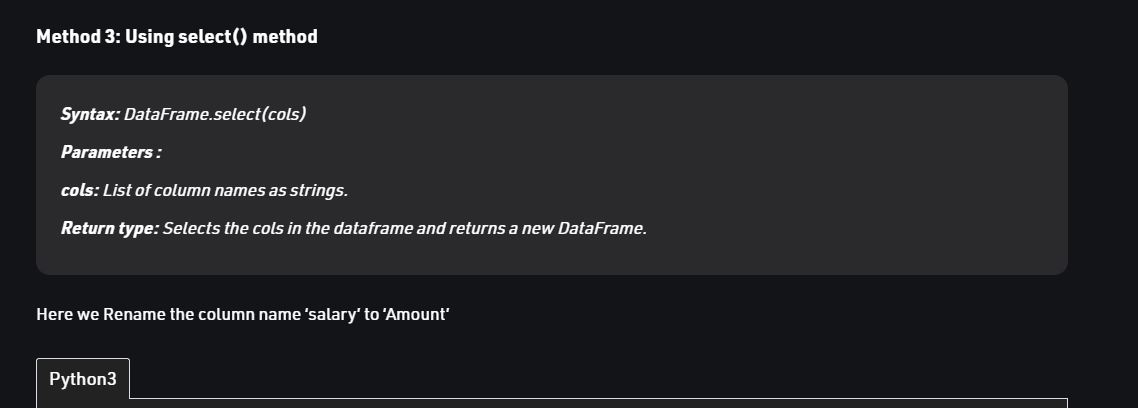 Method 3: Using select() method
Syntax: DataFrame.select(cols)
Parameters :
cols: List of column names as strings.
Return type: Selects the cols in the dataframe and returns a new DataFrame.
Here we Rename the column name ‘salary’ to ‘Amount’
Python3